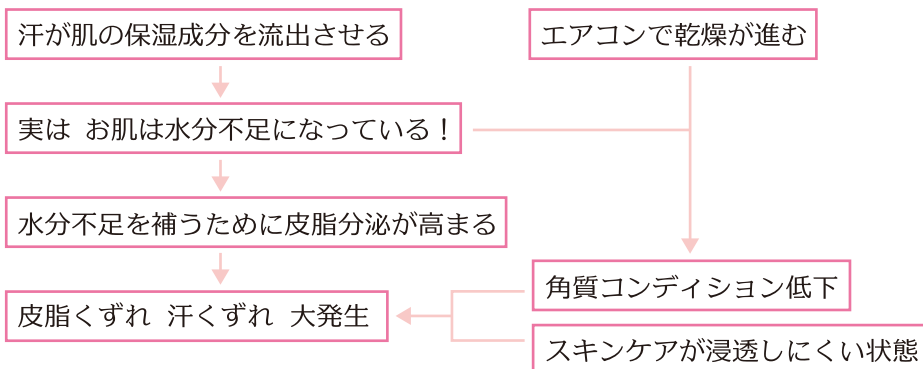 汗が肌の保湿成分を流出させる
エアコンで乾燥が進む
実は お肌は水分不足になっている！
水分不足を補うために皮脂分泌が高まる
角質コンディション低下
皮脂くずれ 汗くずれ 大発生
スキンケアが浸透しにくい状態